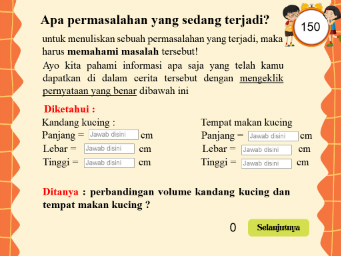 Apa permasalahan yang sedang terjadi?
150
untuk menuliskan sebuah permasalahan yang terjadi, maka
harus memahami masalah tersebut!
Ayo kita pahami informasi apa saja yang telah kamu
dapatkan di dalam cerita tersebut dengan mengeklik
pernyataan yang benar dibawah ini
Diketahui :
Kandang kucing :
Panjang = Jawab disini cm
Lebar = Jawab disini cm
Tinggi = Jawab disini cm
Tempat makan kucing
Panjang = Jawab disini cm
Lebar = Jawab disini cm
Tinggi = Jawab disini cm
Ditanya : perbandingan volume kandang kucing dan
tempat makan kucing ?
0 Selanjutnya